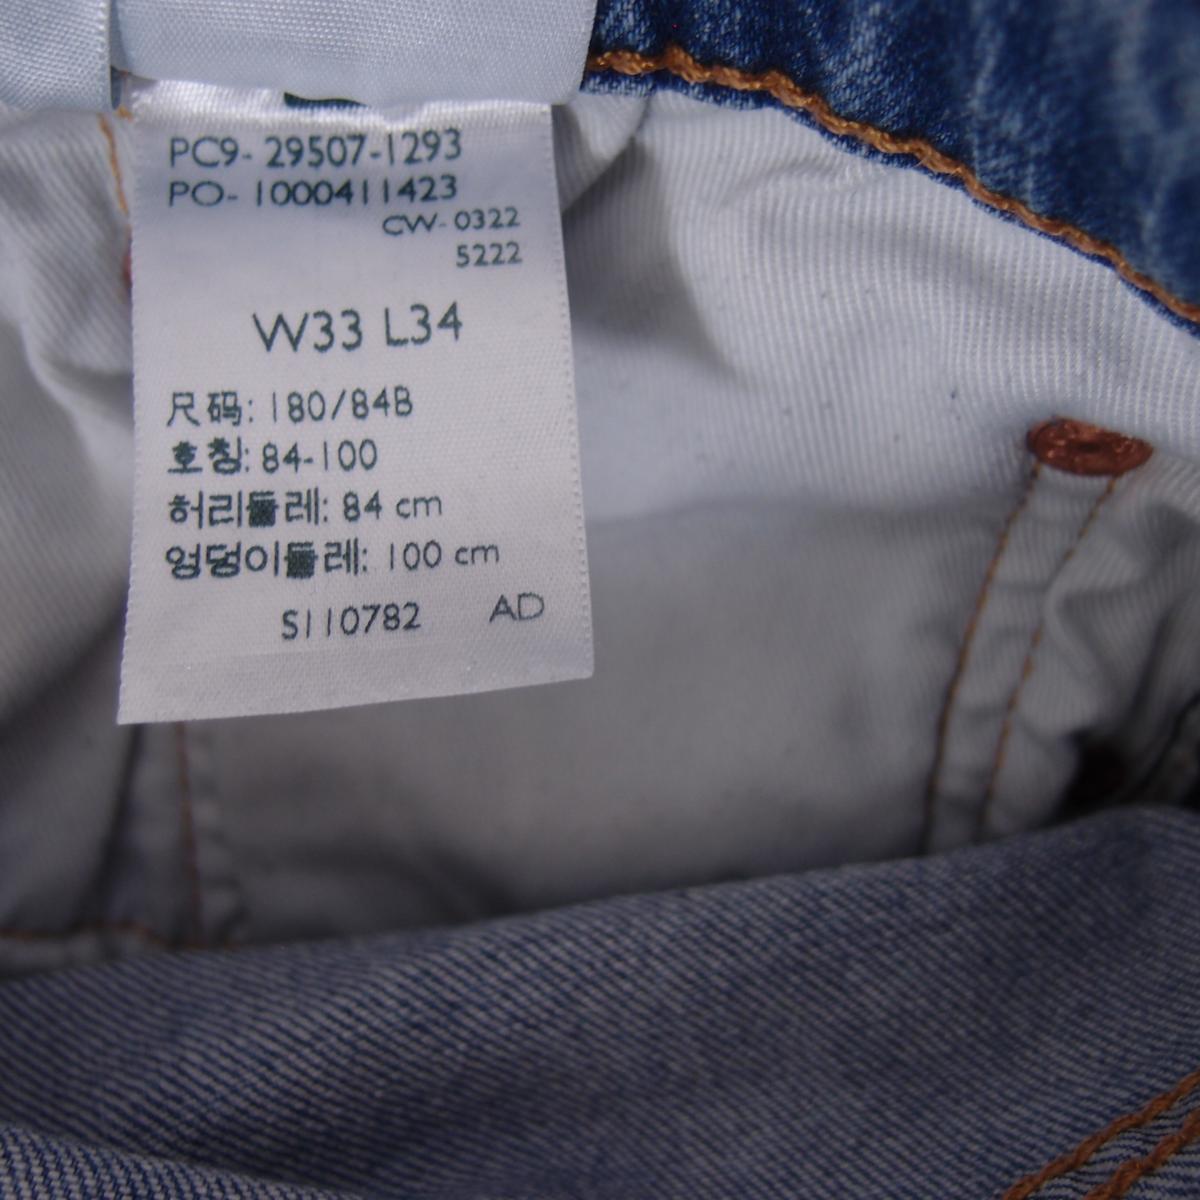 PC9- 29507-1293
PO- 1000411423
CW- 0322
5222
W33 L34
尺码: 180/84B
호칭: 84-100
허리둘레: 84 cm
엉덩이둘레: 100 cm
S110782 AD